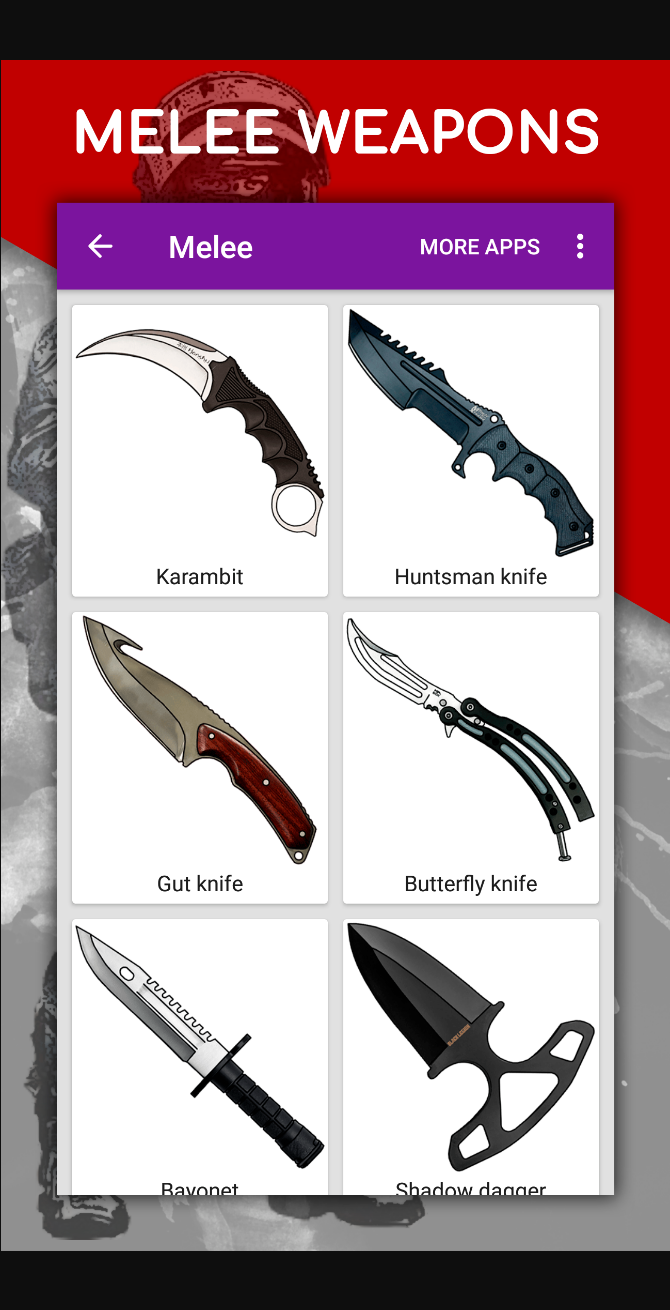 MELEE WEAPONS
Melee
MORE APPS
Karambit
Huntsman knife
Gut knife
Butterfly knife
Bayonet
Shadow dagger